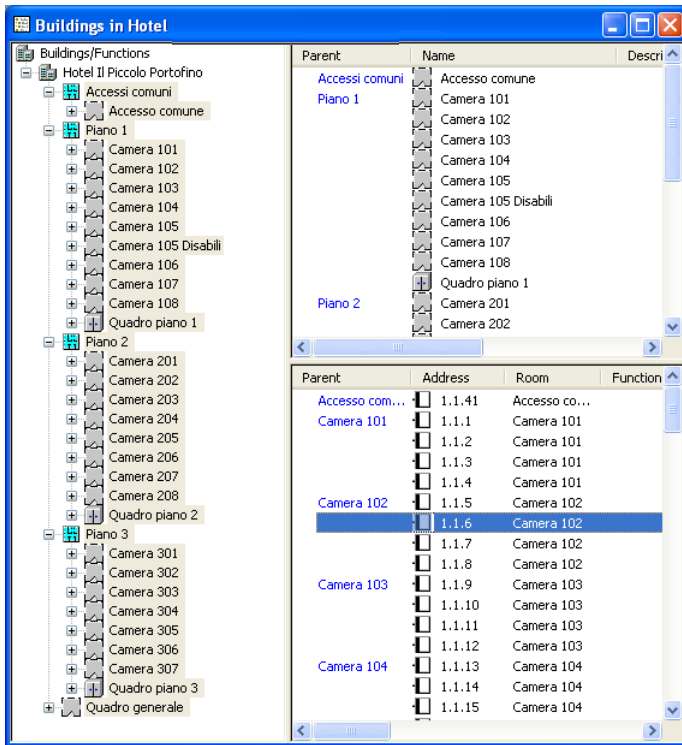 Buildings in Hotel
Buildings/Functions
Hotel Il Piccolo Portofino
Accessi comuni
Accesso comune
Piano 1
Camera 101
Camera 102
Camera 103
Camera 104
Camera 105
Camera 105 Disabili
Camera 106
Camera 107
Camera 108
Quadro piano 1
Piano 2
Camera 201
Camera 202
Camera 203
Camera 204
Camera 205
Camera 206
Camera 207
Camera 208
Quadro piano 2
Piano 3
Camera 301
Camera 302
Camera 303
Camera 304
Camera 305
Camera 306
Camera 307
Quadro piano 3
Quadro generale
Parent Name Descri
Accessi comuni Accesso comune
Piano 1 Camera 101
Camera 102
Camera 103
Camera 104
Camera 105
Camera 105 Disabili
Camera 106
Camera 107
Camera 108
Quadro piano 1
Piano 2 Camera 201
Camera 202
Parent Address Room Function
Accesso com... 1.1.41 Accesso co...
Camera 101 1.1.1 Camera 101
1.1.2 Camera 101
1.1.3 Camera 101
1.1.4 Camera 101
Camera 102 1.1.5 Camera 102
1.1.6 Camera 102
1.1.7 Camera 102
1.1.8 Camera 102
Camera 103 1.1.9 Camera 103
1.1.10 Camera 103
1.1.11 Camera 103
1.1.12 Camera 103
Camera 104 1.1.13 Camera 104
1.1.14 Camera 104
1.1.15 Camera 104